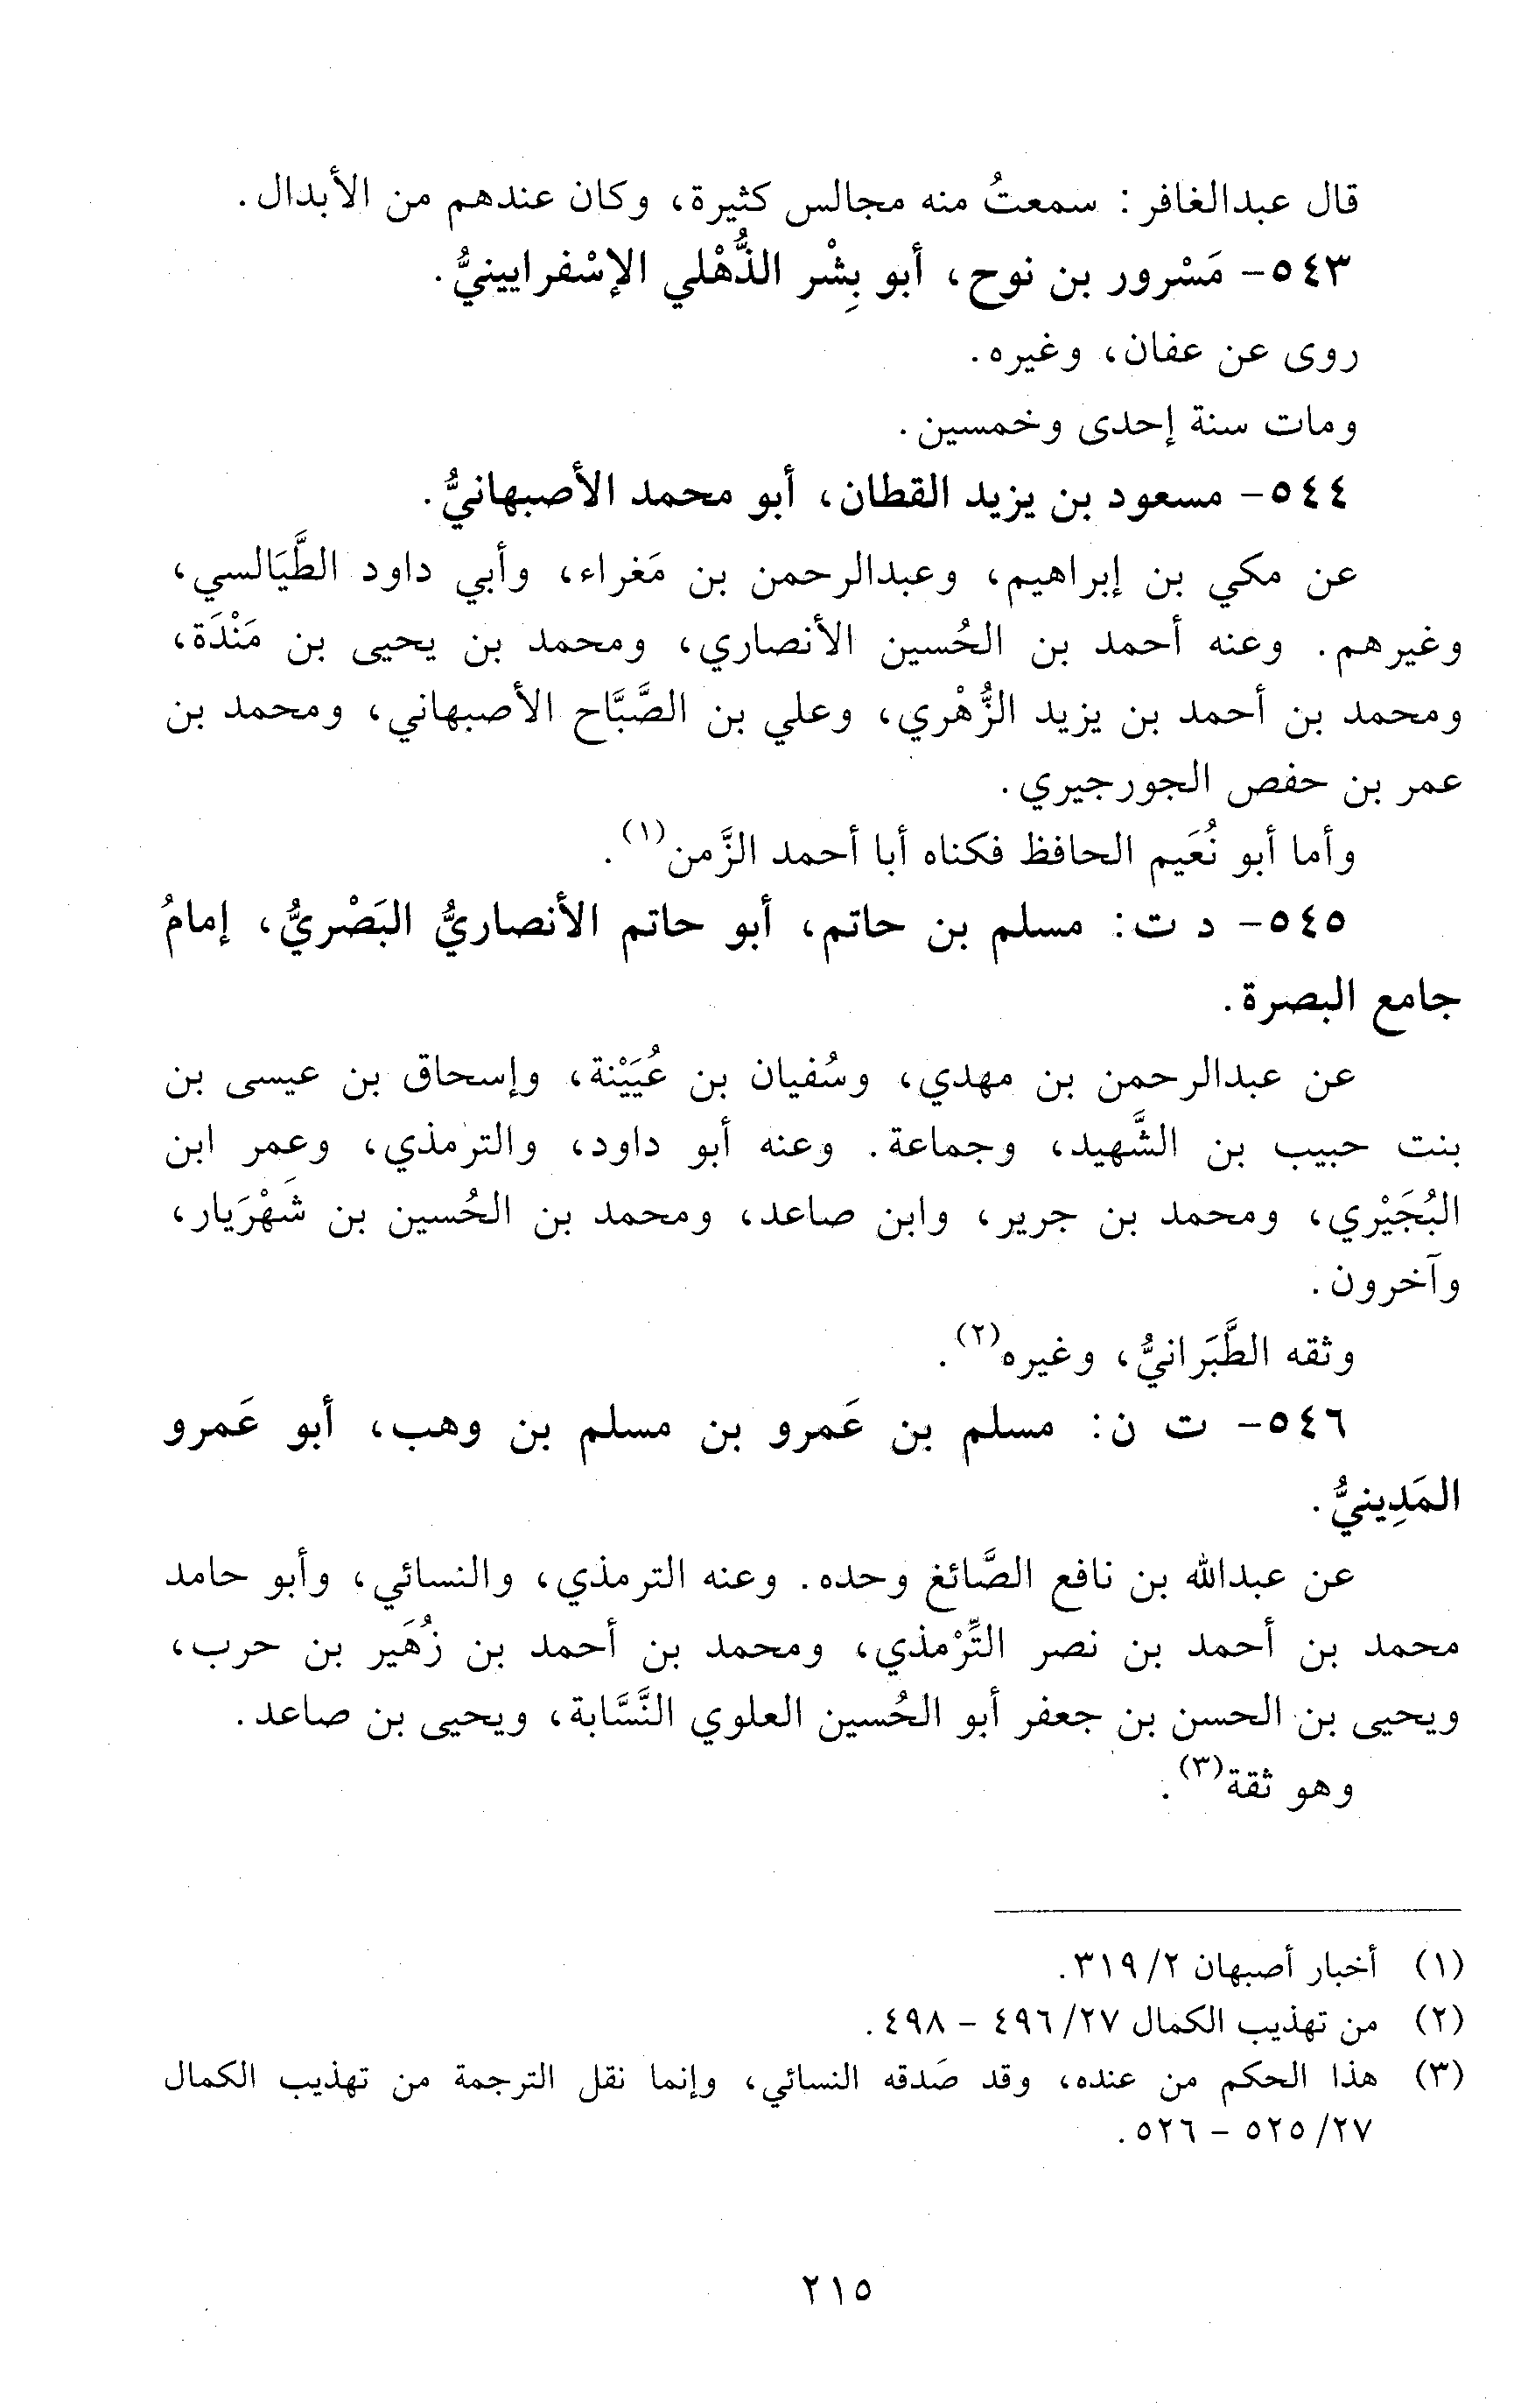 قال عبدالغافر: سمعتُ منه مجالس كثيرة، وكان عندهم من الأبدال.
٥٤٣- مَسْرور بن نوح، أبو بِشْر الذُّهْلي الإسْفرايينيُّ.
روى عن عفان، وغيره.
ومات سنة إحدى وخمسين.
٥٤٤- مسعود بن يزيد القطان، أبو محمد الأصبهانيُّ.
عن مكي بن إبراهيم، وعبدالرحمن بن مَغراء، وأبي داود الطَّيَالسي،
وغيرهم. وعنه أحمد بن الحُسين الأنصاري، ومحمد بن يحيى بن مَنْدَة،
ومحمد بن أحمد بن يزيد الزُّهْري، وعلي بن الصَّبَّاح الأصبهاني، ومحمد بن
عمر بن حفص الجورجيري.
وأما أبو نُعَيم الحافظ فكناه أبا أحمد الزَّمن(١).
٥٤٥- د ت: مسلم بن حاتم، أبو حاتم الأنصاريُّ البَصْريُّ، إمامُ
جامع البصرة.
عن عبدالرحمن بن مهدي، وسُفيان بن عُيَيْنة، وإسحاق بن عيسى بن
بنت حبيب بن الشَّهيد، وجماعة. وعنه أبو داود، والترمذي، وعمر ابن
البُجَيْري، ومحمد بن جرير، وابن صاعد، ومحمد بن الحُسين بن شَهْرَيار،
وآخرون.
وثقه الطَّبَرانيُّ، وغيره(٢).
٥٤٦- ت ن: مسلم بن عَمرو بن مسلم بن وهب، أبو عَمرو
المَدِينيُّ.
عن عبدالله بن نافع الصَّائغ وحده. وعنه الترمذي، والنسائي، وأبو حامد
محمد بن أحمد بن نصر التِّرْمذي، ومحمد بن أحمد بن زُهَير بن حرب،
ويحيى بن الحسن بن جعفر أبو الحُسين العلوي النَّسَّابة، ويحيى بن صاعد.
وهو ثقة(٣).
(١) أخبار أصبهان ٢/ ٣١٩.
(٢) من تهذيب الكمال ٢٧/ ٤٩٦ - ٤٩٨.
(٣) هذا الحكم من عنده، وقد صَدقه النسائي، وإنما نقل الترجمة من تهذيب الكمال
٢٧/ ٥٢٥ - ٥٢٦.
٢١٥